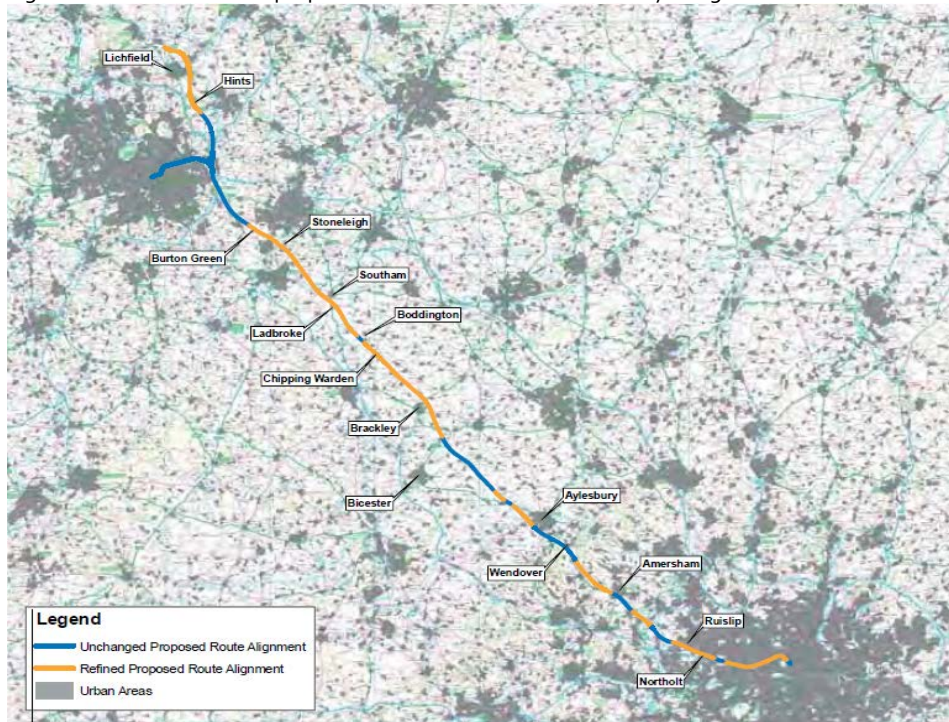 Lichfield
Hints
Stoneleigh
Burton Green
Southam
Boddington
Ladbroke
Chipping Warden
Brackley
Bicester
Aylesbury
Wendover
Amersham
Ruislip
Northolt
Legend
Unchanged Proposed Route Alignment
Refined Proposed Route Alignment
Urban Areas